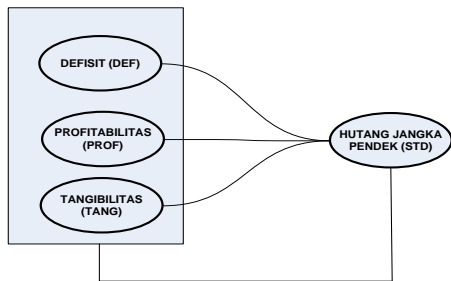 DEFISIT (DEF)
PROFITABILITAS
(PROF)
TANGIBILITAS
(TANG)
HUTANG JANGKA
PENDEK (STD)